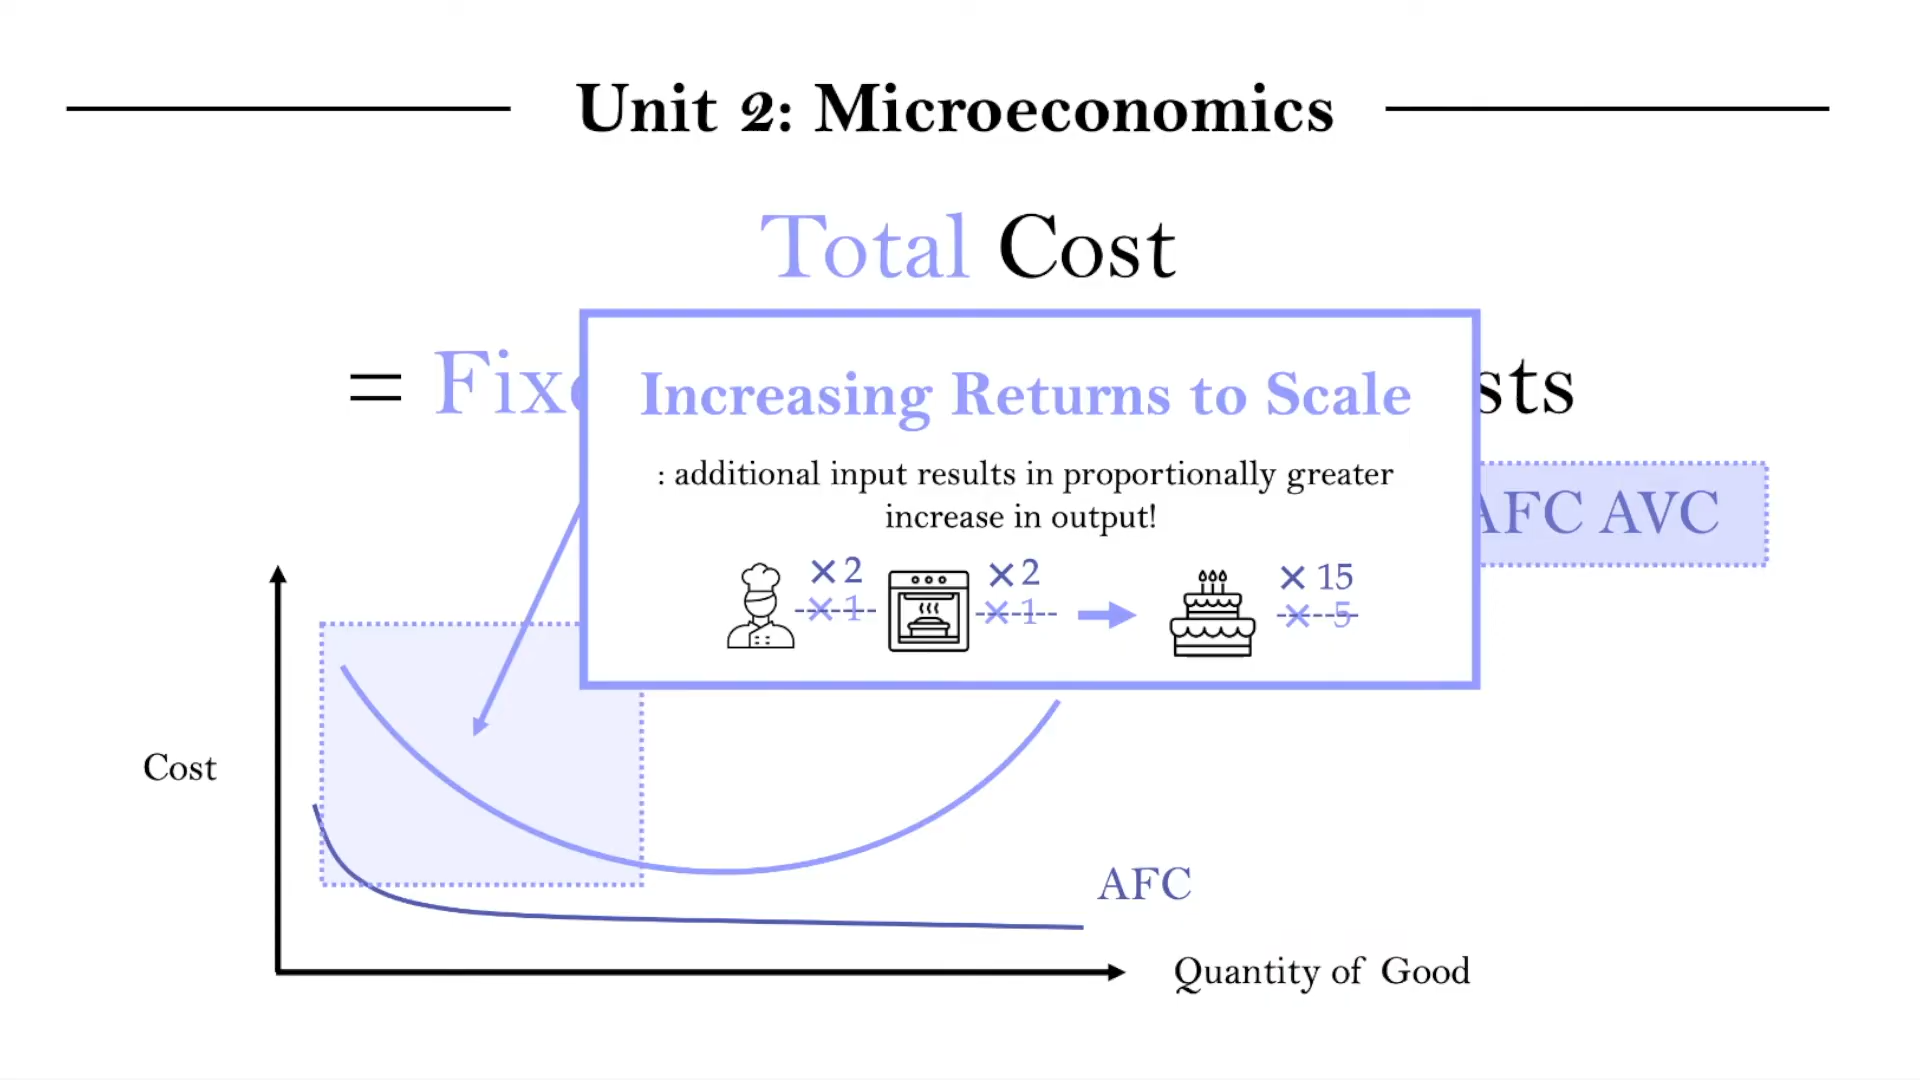 Unit 2: Microeconomics
Total Cost
= Fix
sts
Increasing Returns to Scale
: additional input results in proportionally greater
increase in output!
×2 ×2 × 15
× 1 × 1 × 5
AFC AVC
Cost
AFC
Quantity of Good